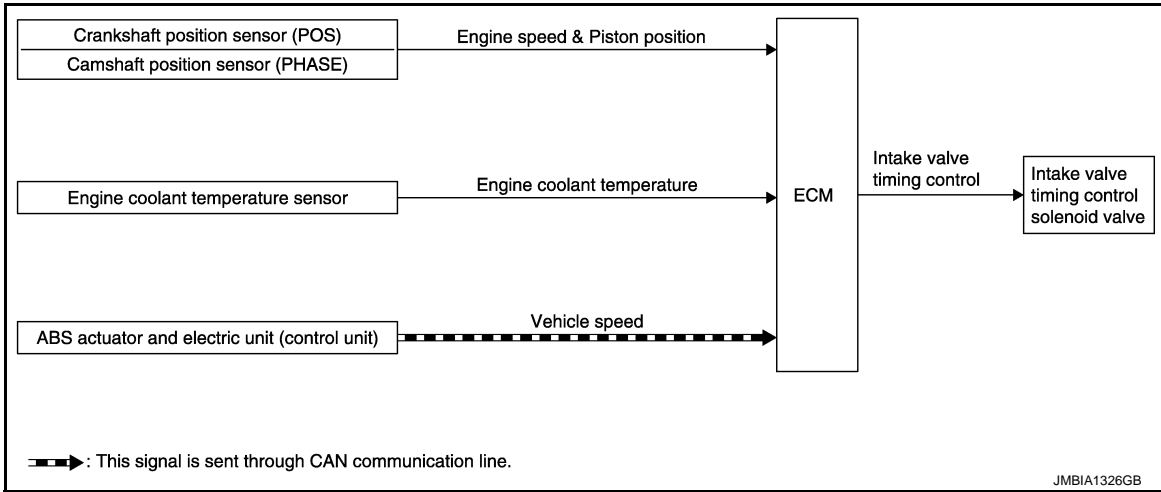 Crankshaft position sensor (POS)
Camshaft position sensor (PHASE)
Engine speed & Piston position
Engine coolant temperature sensor
Engine coolant temperature
ABS actuator and electric unit (control unit)
Vehicle speed
ECM
Intake valve
timing control
Intake valve
timing control
solenoid valve
: This signal is sent through CAN communication line.
JMBIA1326GB